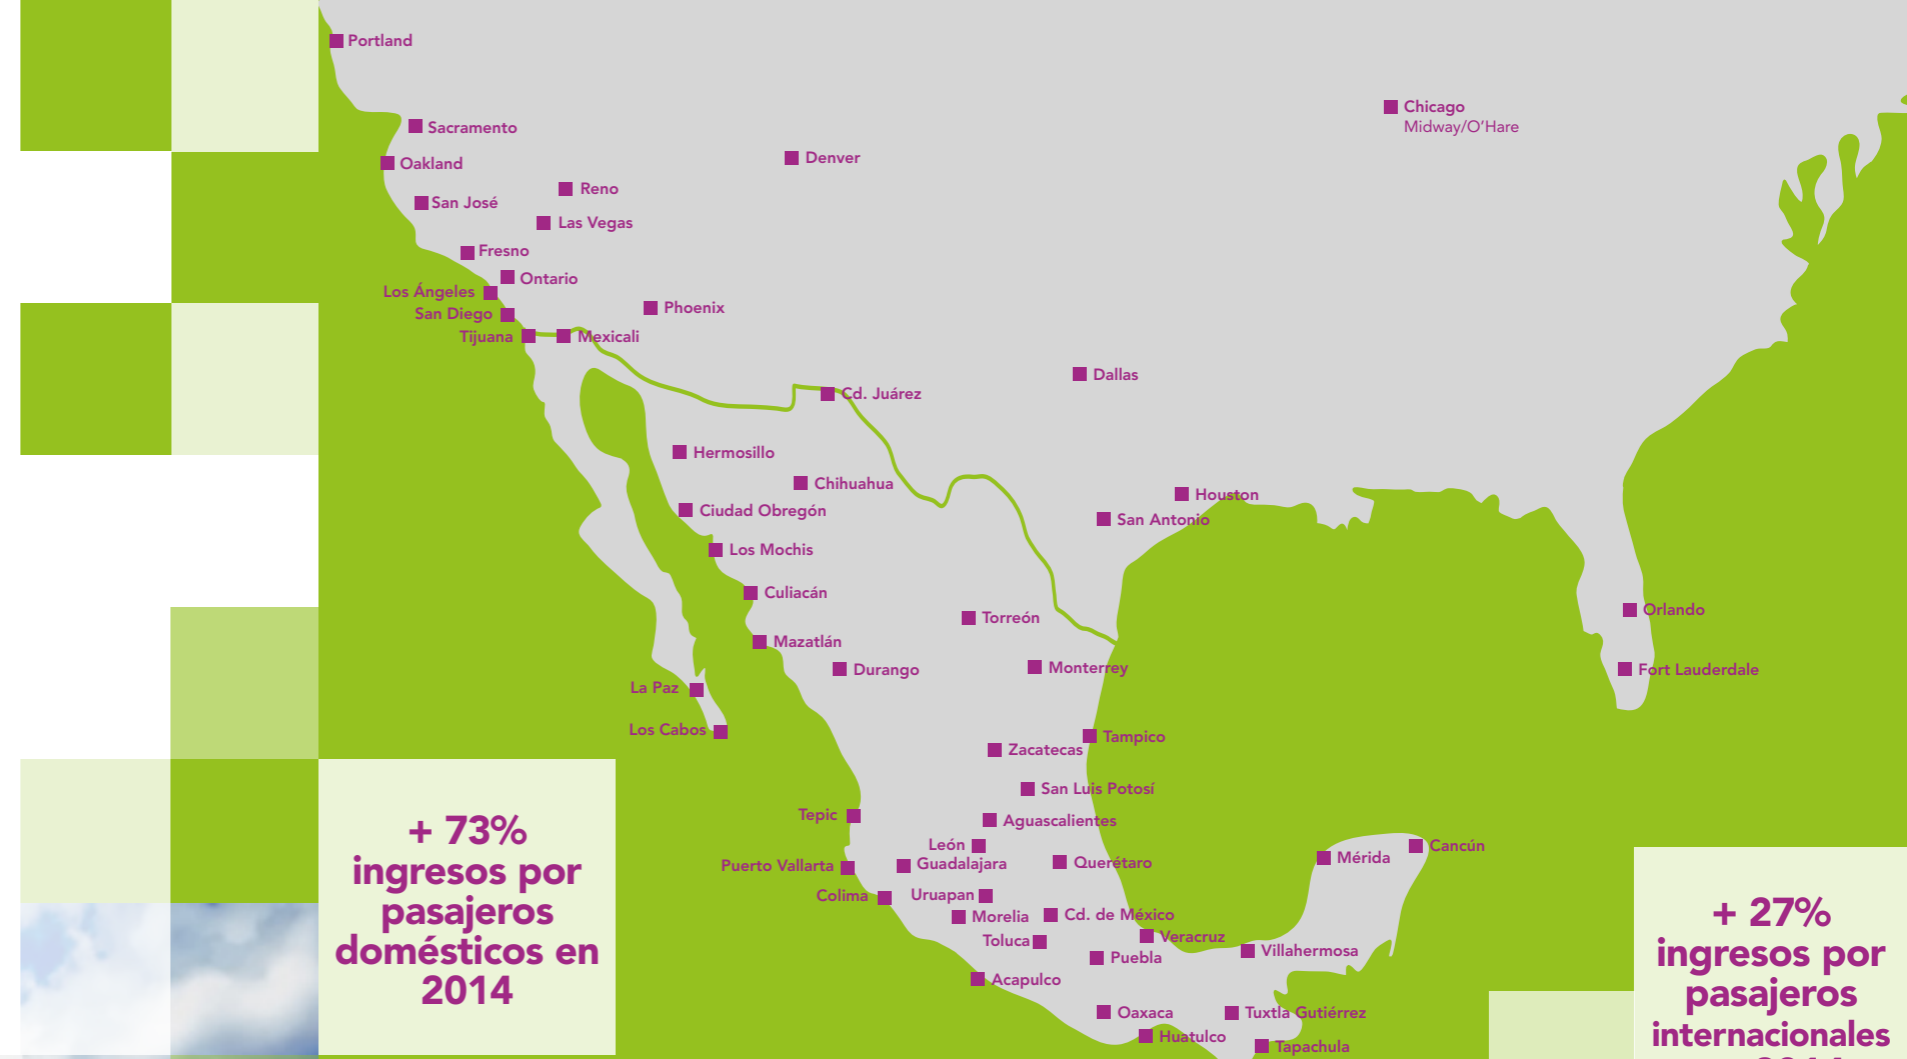 Portland
Chicago
Midway/O'Hare
Sacramento
Denver
Oakland
Reno
San José
Las Vegas
Fresno
Ontario
Los Ángeles
Phoenix
San Diego
Tijuana
Mexicali
Dallas
Cd. Juárez
Hermosillo
Chihuahua
Houston
Ciudad Obregón
San Antonio
Los Mochis
Culiacán
Orlando
Torreón
Mazatlán
Monterrey
Durango
Fort Lauderdale
La Paz
Los Cabos
Tampico
Zacatecas
San Luis Potosí
Tepic
Aguascalientes
León
Cancún
Mérida
Puerto Vallarta
Guadalajara
Querétaro
Colima
Uruapan
Morelia
Cd. de México
Toluca
Veracruz
Villahermosa
Puebla
Acapulco
Oaxaca
Tuxtla Gutiérrez
Huatulco
Tapachula
+ 73%
ingresos por
pasajeros
domésticos en
2014
+ 27%
ingresos por
pasajeros
internacionales